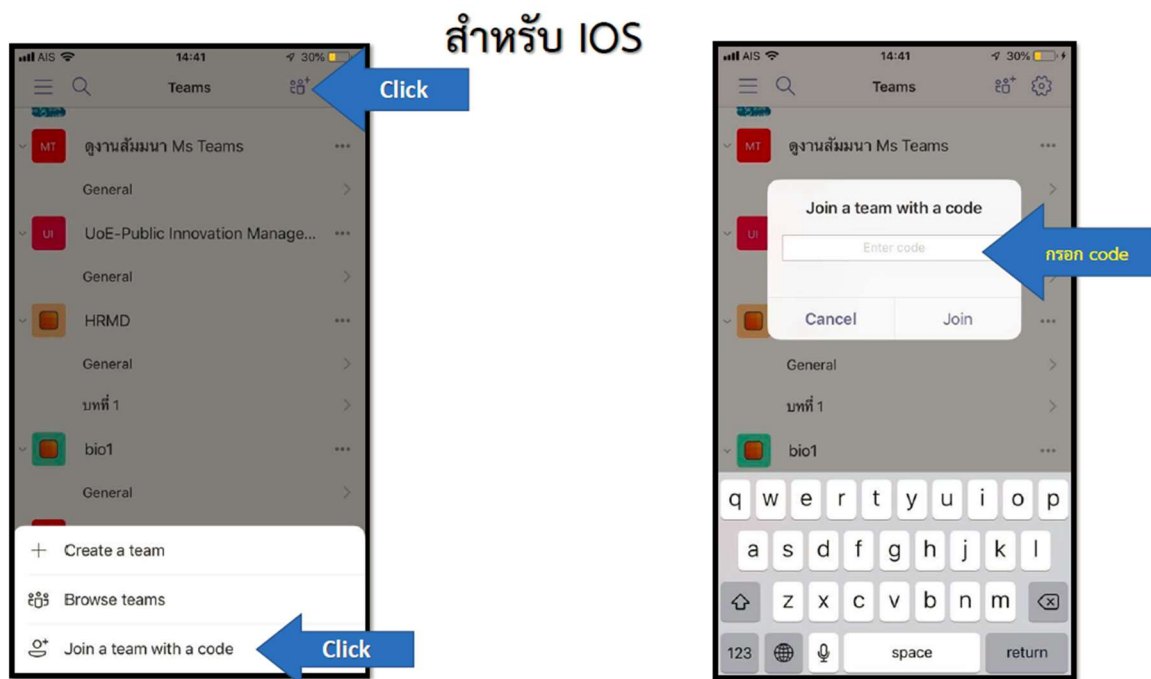 สำหรับ IOS
AIS 14:41 30%
Teams
Click
MT ดูงานสัมมนา Ms Teams
General
UI UoE-Public Innovation Manage...
General
HRMD
General
บทที่ 1
bio1
General
Create a team
Browse teams
Join a team with a code
Click
AIS 14:41 30%
Teams
MT ดูงานสัมมนา Ms Teams
UI
Join a team with a code
Enter code
กรอก code
Cancel Join
General
บทที่ 1
bio1
q w e r t y u i o p
a s d f g h j k l
z x c v b n m
123 space return